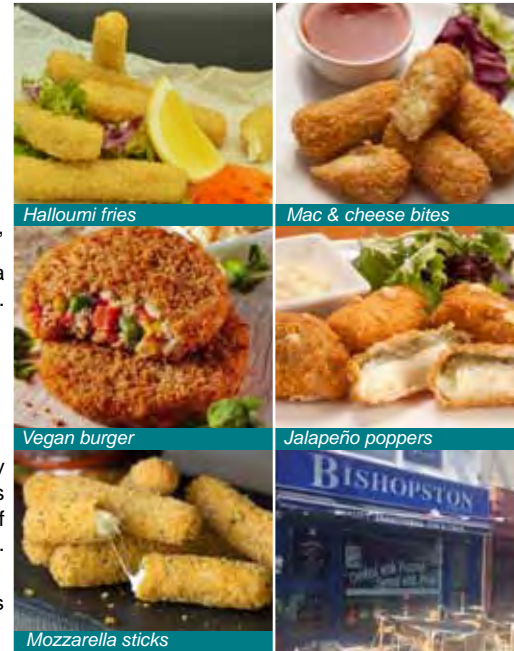 Halloumi fries
Mac & cheese bites
,
a
.
Vegan burger
Jalapeño poppers
y
s
f
.
BISHOPSTON
s
Mozzarella sticks